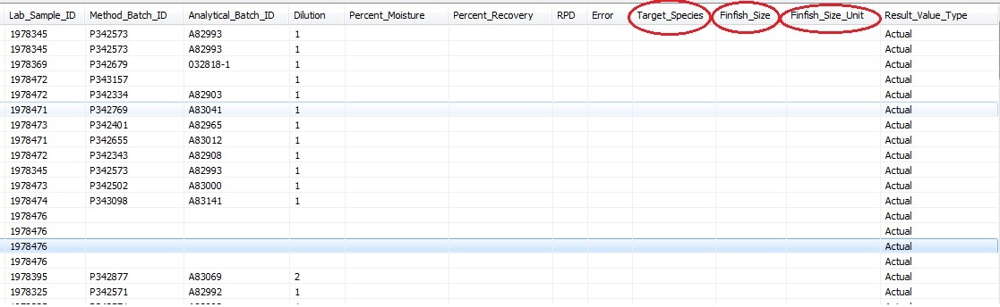 Lab_Sample_ID Method_Batch_ID Analytical_Batch_ID Dilution Percent_Moisture Percent_Recovery RPD Error Target_Species Finfish_Size Finfish_Size_Unit Result_Value_Type
1978345 P342573 A82993 1 Actual
1978345 P342573 A82993 1 Actual
1978369 P342679 032818-1 1 Actual
1978472 P343157 1 Actual
1978472 P342334 A82903 1 Actual
1978471 P342769 A83041 1 Actual
1978473 P342401 A82965 1 Actual
1978471 P342655 A83012 1 Actual
1978472 P342343 A82908 1 Actual
1978345 P342573 A82993 1 Actual
1978473 P342502 A83000 1 Actual
1978474 P343098 A83141 1 Actual
1978476 Actual
1978476 Actual
1978476 Actual
1978476 Actual
1978395 P342877 A83069 2 Actual
1978325 P342571 A82992 1 Actual